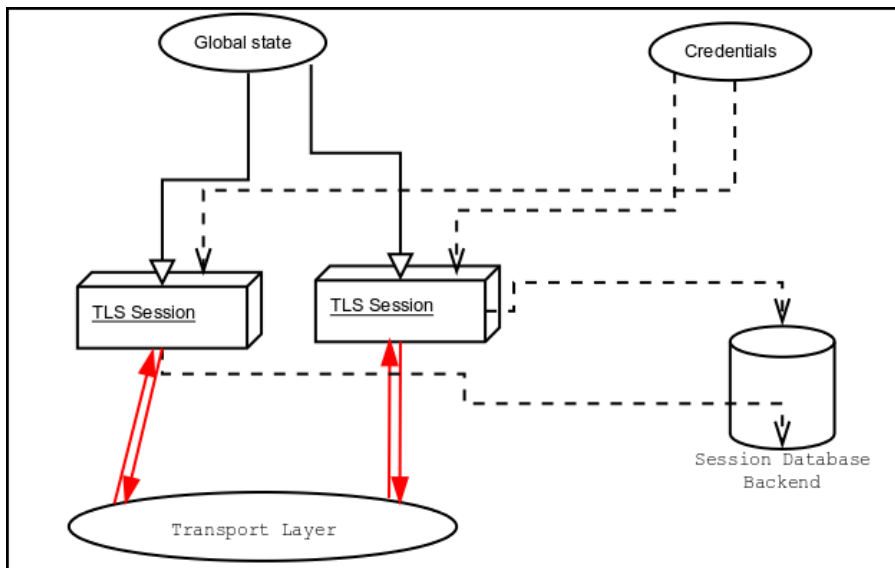 Global state
Credentials
TLS Session
TLS Session
Session Database
Backend
Transport Layer